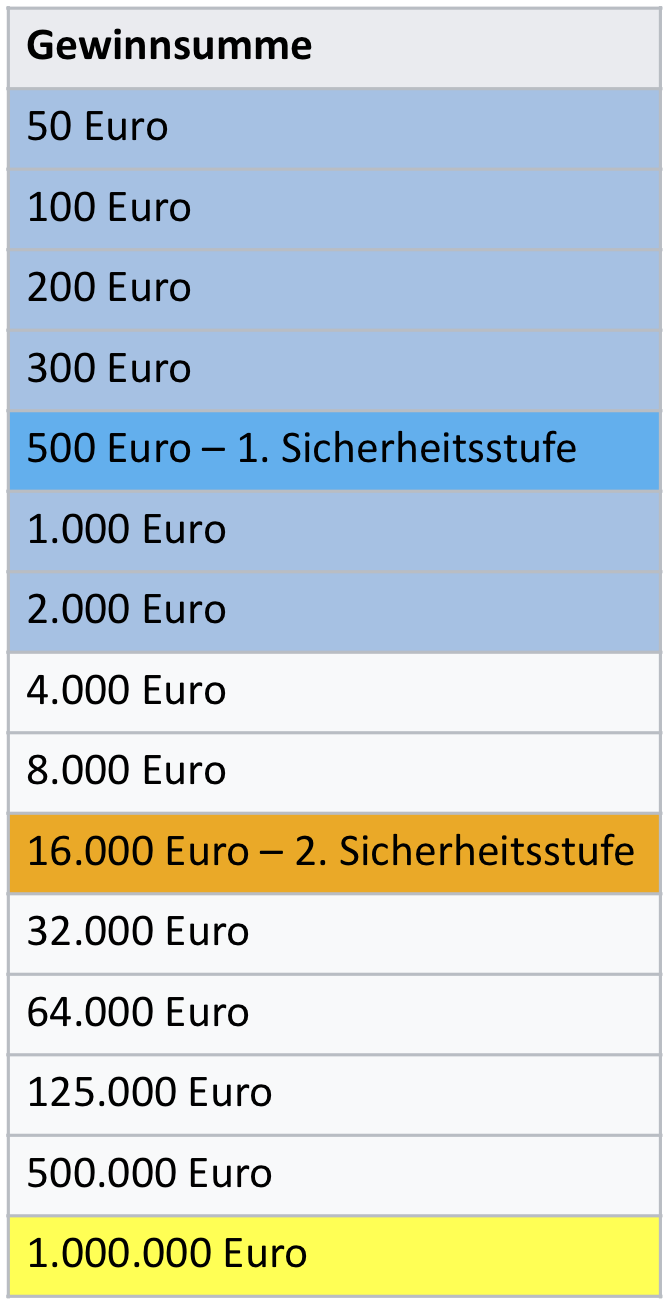 Gewinnsumme
50 Euro
100 Euro
200 Euro
300 Euro
500 Euro – 1. Sicherheitsstufe
1.000 Euro
2.000 Euro
4.000 Euro
8.000 Euro
16.000 Euro – 2. Sicherheitsstufe
32.000 Euro
64.000 Euro
125.000 Euro
500.000 Euro
1.000.000 Euro